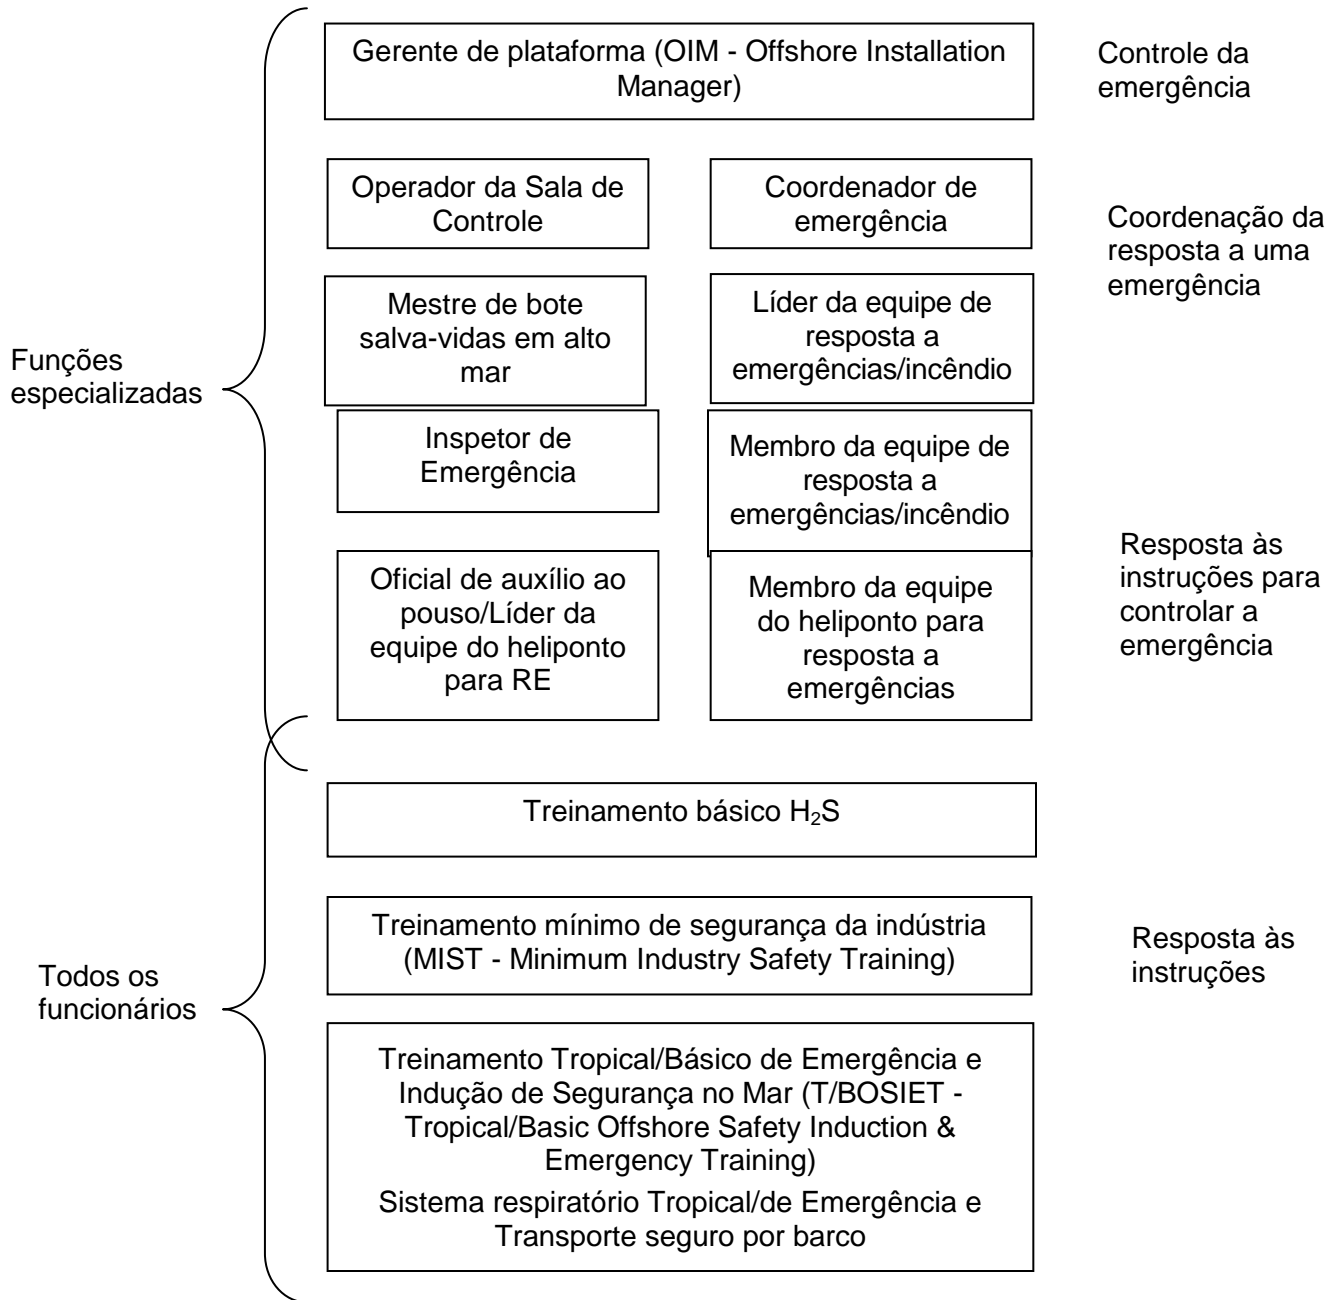 Gerente de plataforma (OIM - Offshore Installation
Manager)
Controle da
emergência
Operador da Sala de
Controle
Coordenador de
emergência
Coordenação da
resposta a uma
emergência
Mestre de bote
salva-vidas em alto
mar
Líder da equipe de
resposta a
emergências/incêndio
Funções
especializadas
Inspetor de
Emergência
Membro da equipe de
resposta a
emergências/incêndio
Resposta às
instruções para
controlar a
emergência
Oficial de auxílio ao
pouso/Líder da
equipe do heliponto
para RE
Membro da equipe
do heliponto para
resposta a
emergências
Treinamento básico H₂S
Treinamento mínimo de segurança da indústria
(MIST - Minimum Industry Safety Training)
Resposta às
instruções
Todos os
funcionários
Treinamento Tropical/Básico de Emergência e
Indução de Segurança no Mar (T/BOSIET -
Tropical/Basic Offshore Safety Induction &
Emergency Training)
Sistema respiratório Tropical/de Emergência e
Transporte seguro por barco